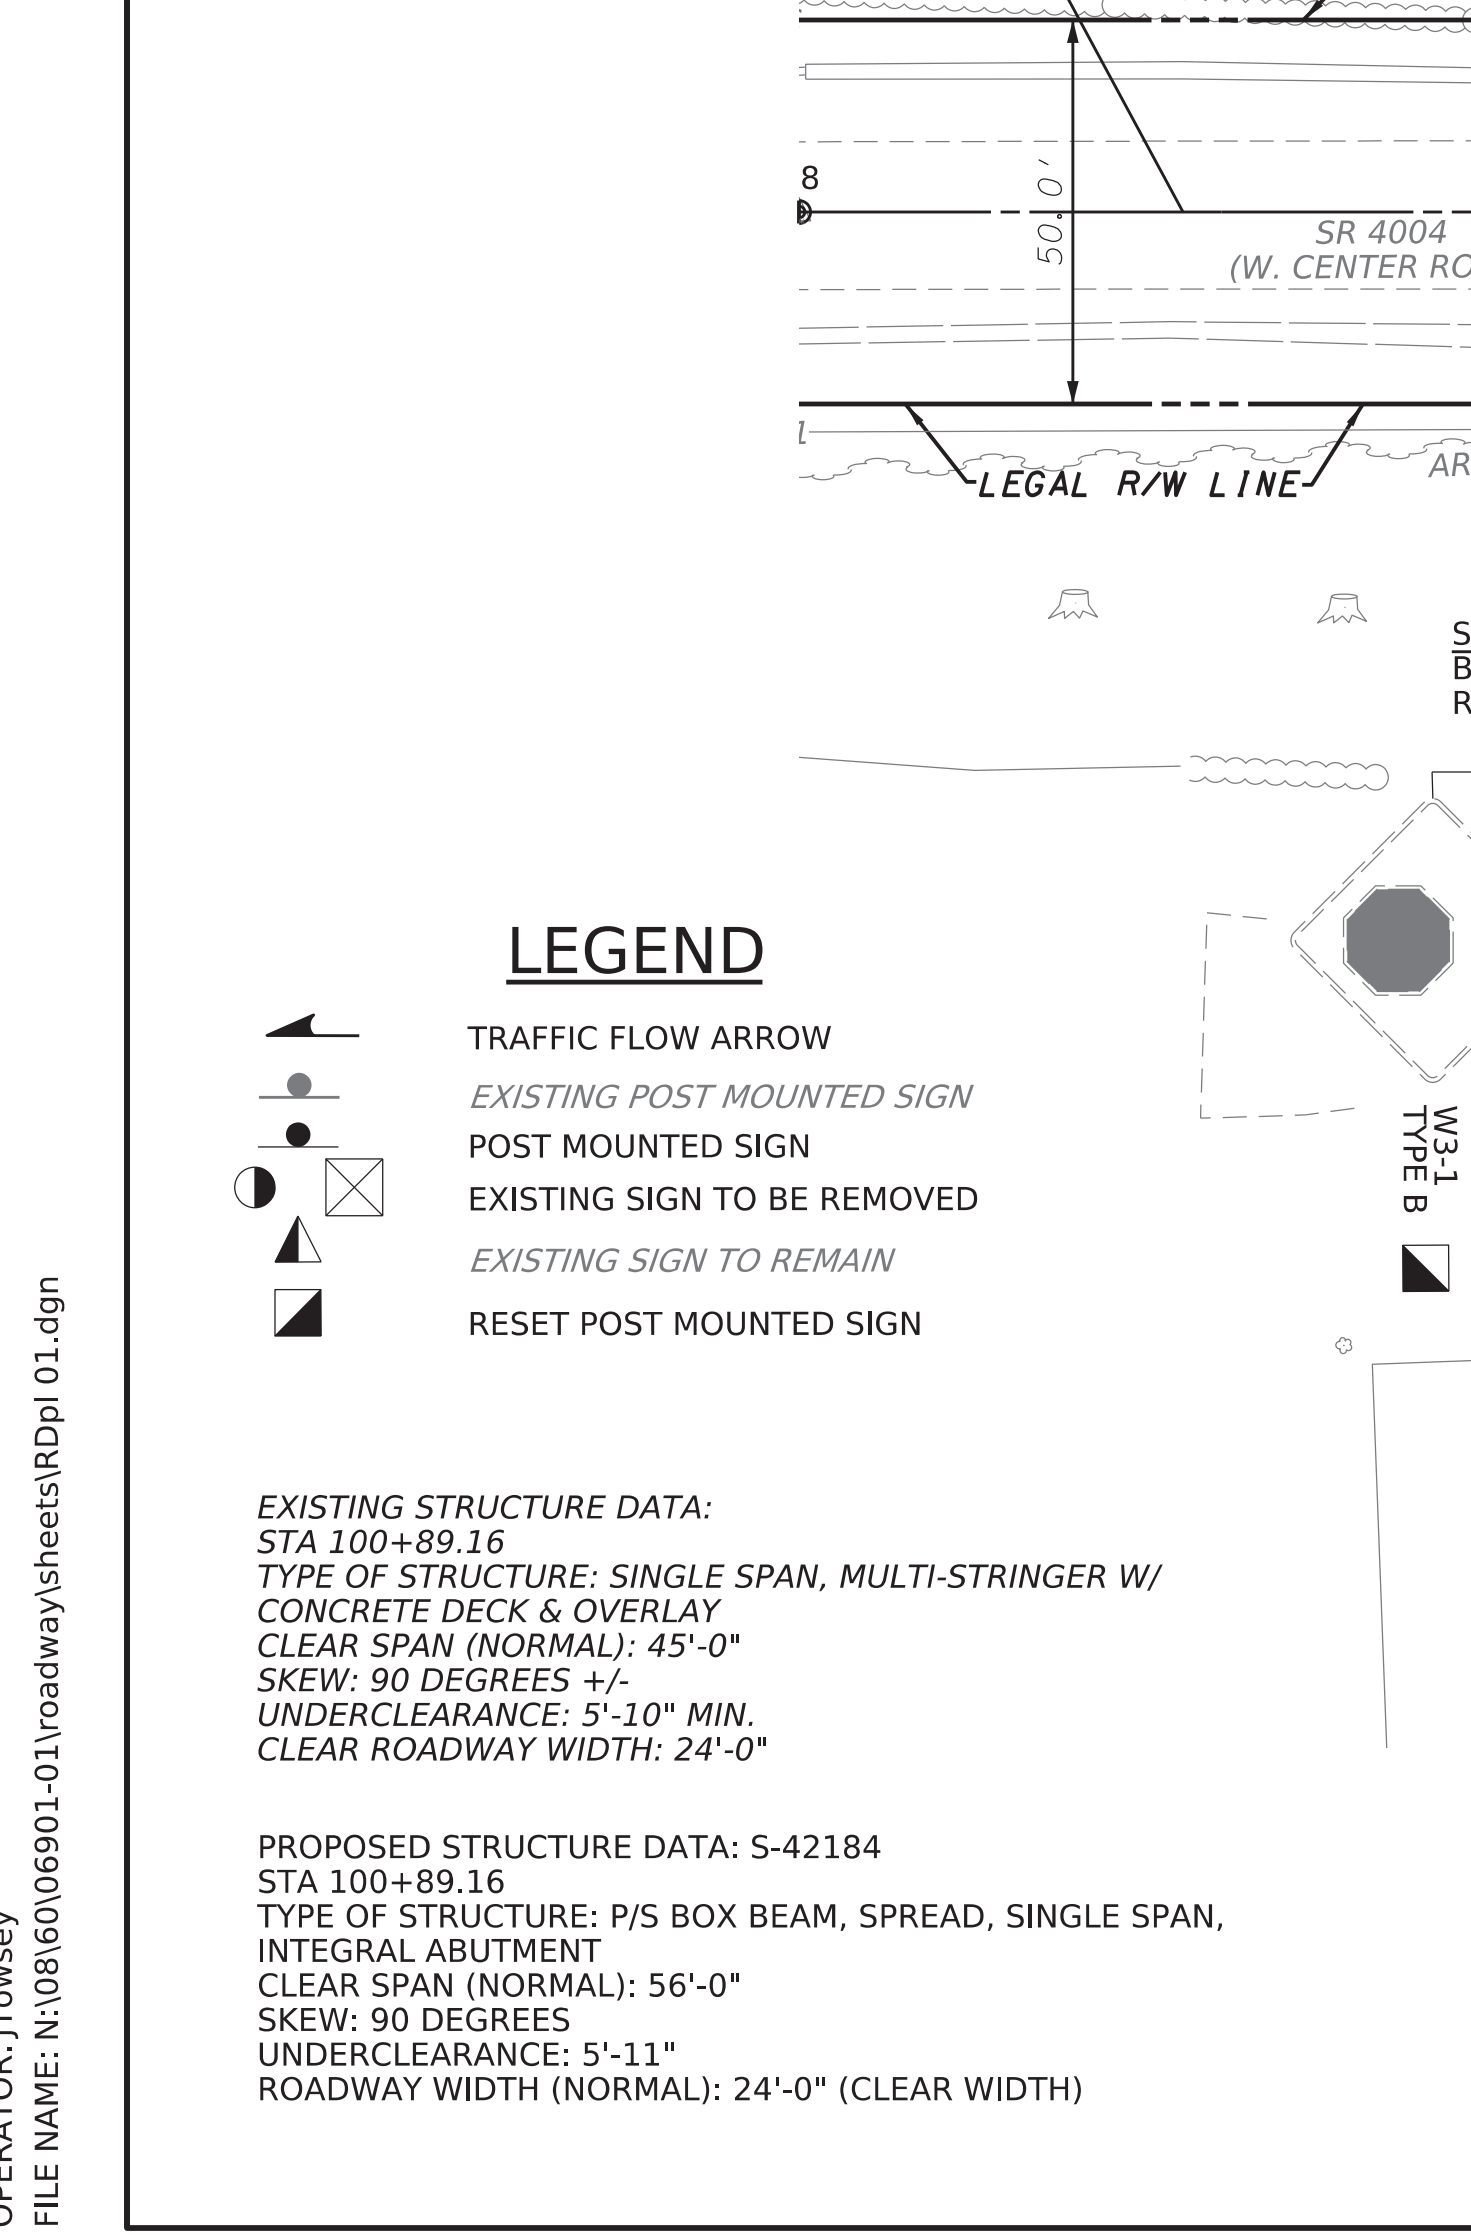 8
50.0'
SR 4004
(W. CENTER RO
LEGAL R/W LINE
AR
S
B
R
LEGEND
TRAFFIC FLOW ARROW
EXISTING POST MOUNTED SIGN
POST MOUNTED SIGN
EXISTING SIGN TO BE REMOVED
EXISTING SIGN TO REMAIN
RESET POST MOUNTED SIGN
W3-1
TYPE B
EXISTING STRUCTURE DATA:
STA 100+89.16
TYPE OF STRUCTURE: SINGLE SPAN, MULTI-STRINGER W/
CONCRETE DECK & OVERLAY
CLEAR SPAN (NORMAL): 45'-0"
SKEW: 90 DEGREES +/-
UNDERCLEARANCE: 5'-10" MIN.
CLEAR ROADWAY WIDTH: 24'-0"
PROPOSED STRUCTURE DATA: S-42184
STA 100+89.16
TYPE OF STRUCTURE: P/S BOX BEAM, SPREAD, SINGLE SPAN,
INTEGRAL ABUTMENT
CLEAR SPAN (NORMAL): 56'-0"
SKEW: 90 DEGREES
UNDERCLEARANCE: 5'-11"
ROADWAY WIDTH (NORMAL): 24'-0" (CLEAR WIDTH)
OPERATOR: jTowsey
FILE NAME: N:\08\60\06901-01\roadway\sheets\RDpl 01.dgn